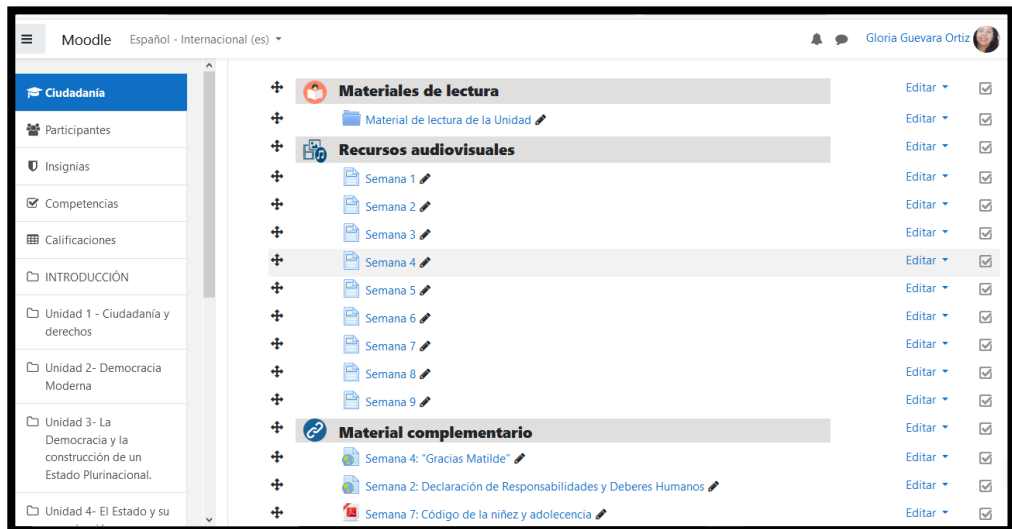 Moodle Español - Internacional (es)
Gloria Guevara Ortiz
Ciudadanía
Participantes
Insignias
Competencias
Calificaciones
INTRODUCCIÓN
Unidad 1 - Ciudadanía y
derechos
Unidad 2- Democracia
Moderna
Unidad 3- La
Democracia y la
construcción de un
Estado Plurinacional.
Unidad 4- El Estado y su
Materiales de lectura Editar
Material de lectura de la Unidad Editar
Recursos audiovisuales Editar
Semana 1 Editar
Semana 2 Editar
Semana 3 Editar
Semana 4 Editar
Semana 5 Editar
Semana 6 Editar
Semana 7 Editar
Semana 8 Editar
Semana 9 Editar
Material complementario Editar
Semana 4: "Gracias Matilde" Editar
Semana 2: Declaración de Responsabilidades y Deberes Humanos Editar
Semana 7: Código de la niñez y adolecencia Editar